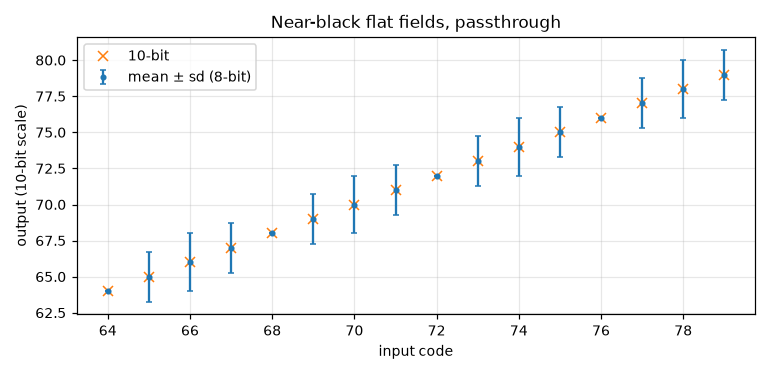 Near-black flat fields, passthrough
10-bit
mean ± sd (8-bit)
output (10-bit scale)
80.0
77.5
75.0
72.5
70.0
67.5
65.0
62.5
64 66 68 70 72 74 76 78
input code